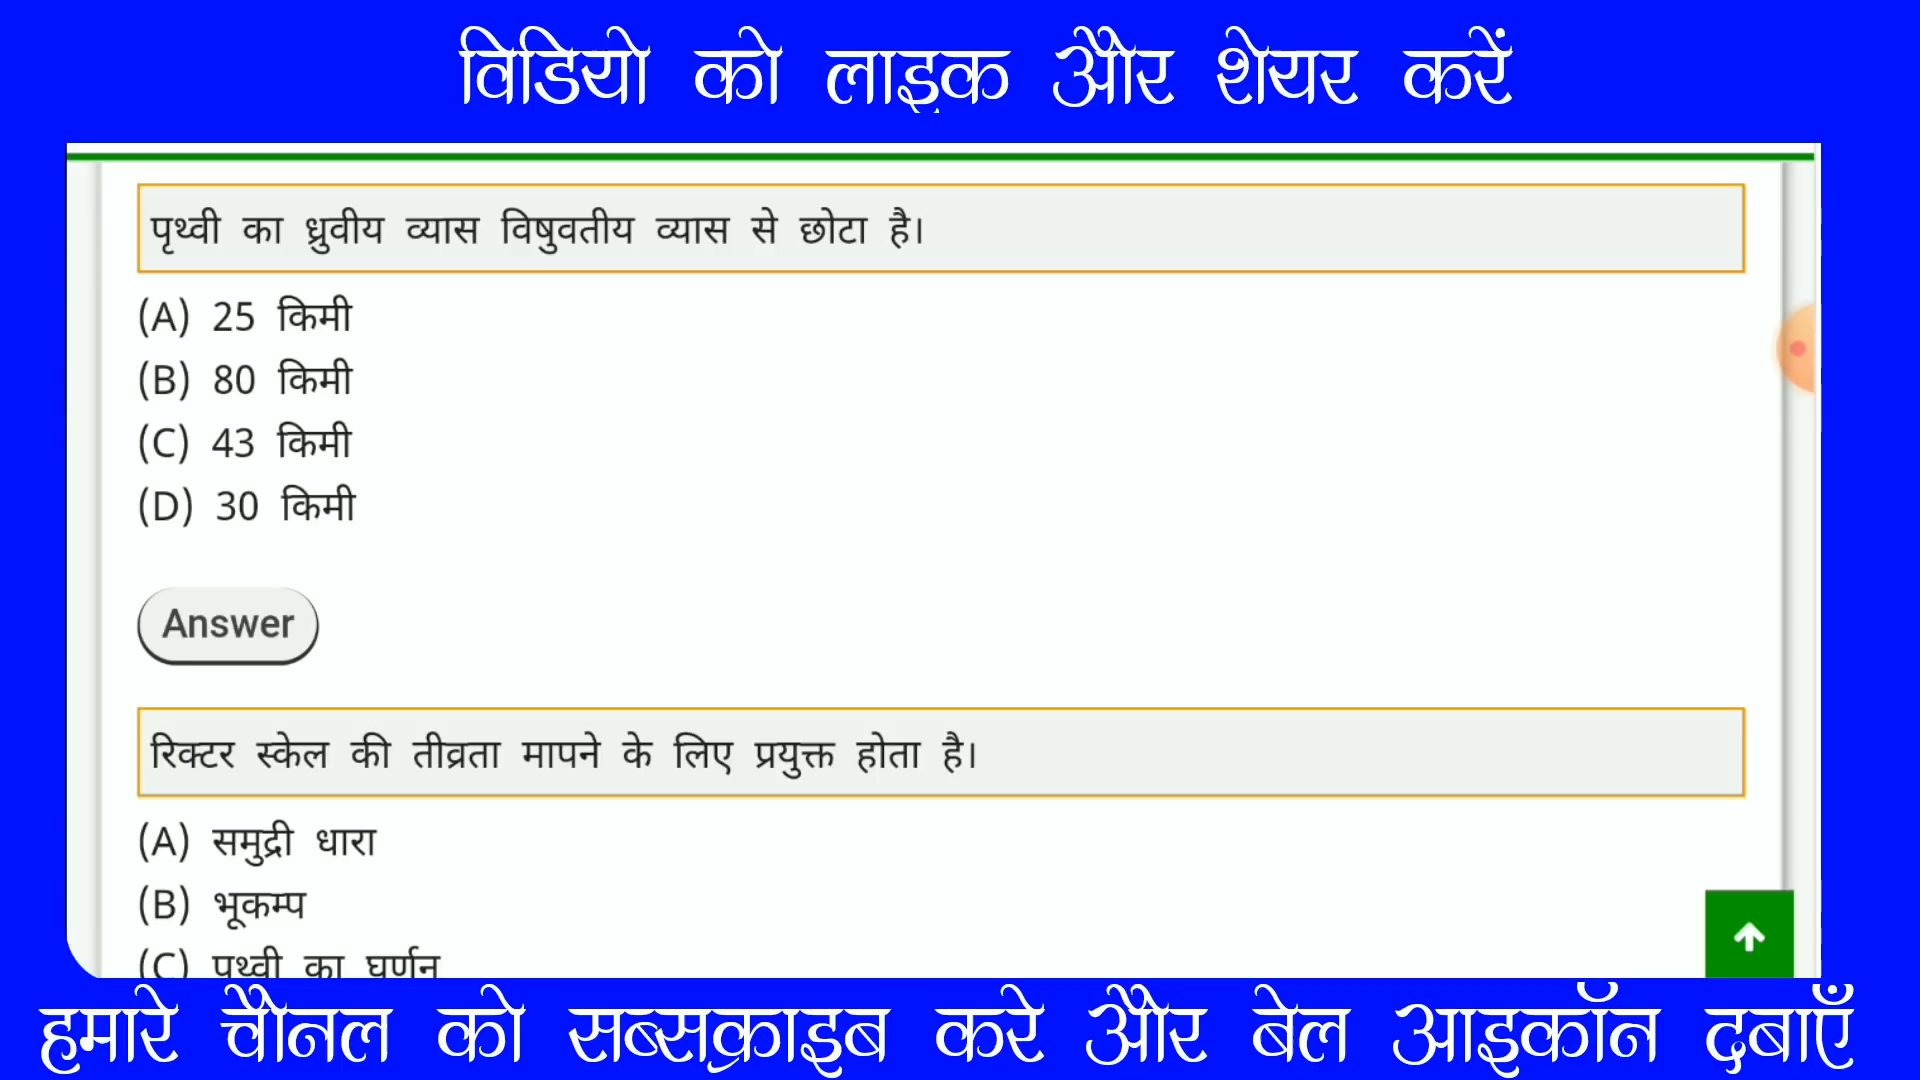 विडियो को लाइक और शेयर करें
पृथ्वी का ध्रुवीय व्यास विषुवतीय व्यास से छोटा है।
(A) 25 किमी
(B) 80 किमी
(C) 43 किमी
(D) 30 किमी
Answer
रिक्टर स्केल की तीव्रता मापने के लिए प्रयुक्त होता है।
(A) समुद्री धारा
(B) भूकम्प
(C) पृथ्वी का घूर्णन
हमारे चैानल को सब्सक्राइब करे और बेल आइकॉन दबाएँ